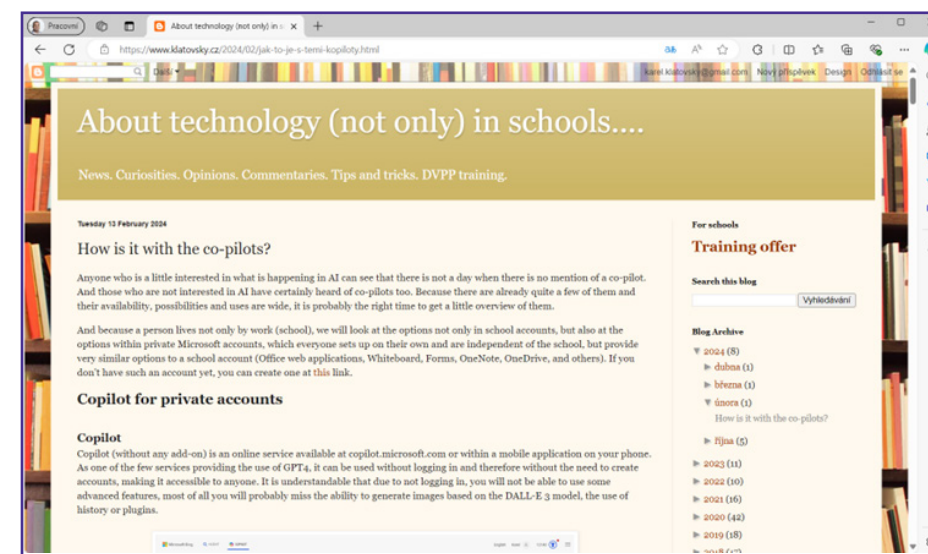 Pracovní
About technology (not only) in s
https://www.klatovsky.cz/2024/02/jak-to-je-s-temi-kopiloty.html
Další
karel.klatovsky@gmail.com Nový příspěvek Design Odhlásit se
About technology (not only) in schools....
News. Curiosities. Opinions. Commentaries. Tips and tricks. DVPP training.
Tuesday 13 February 2024
How is it with the co-pilots?
Anyone who is a little interested in what is happening in AI can see that there is not a day when there is no mention of a co-pilot.
And those who are not interested in AI have certainly heard of co-pilots too. Because there are already quite a few of them and
their availability, possibilities and uses are wide, it is probably the right time to get a little overview of them.
And because a person lives not only by work (school), we will look at the options not only in school accounts, but also at the
options within private Microsoft accounts, which everyone sets up on their own and are independent of the school, but provide
very similar options to a school account (Office web applications, Whiteboard, Forms, OneNote, OneDrive, and others). If you
don't have such an account yet, you can create one at this link.
Copilot for private accounts
Copilot
Copilot (without any add-on) is an online service available at copilot.microsoft.com or within a mobile application on your phone.
As one of the few services providing the use of GPT4, it can be used without logging in and therefore without the need to create
accounts, making it accessible to anyone. It is understandable that due to not logging in, you will not be able to use some
advanced features, most of all you will probably miss the ability to generate images based on the DALL-E 3 model, the use of
history or plugins.
For schools
Training offer
Search this blog
Vyhledávání
Blog Archive
2024 (8)
dubna (1)
března (1)
února (1)
How is it with the co-pilots?
října (5)
2023 (11)
2022 (10)
2021 (16)
2020 (42)
2019 (18)
2018 (17)